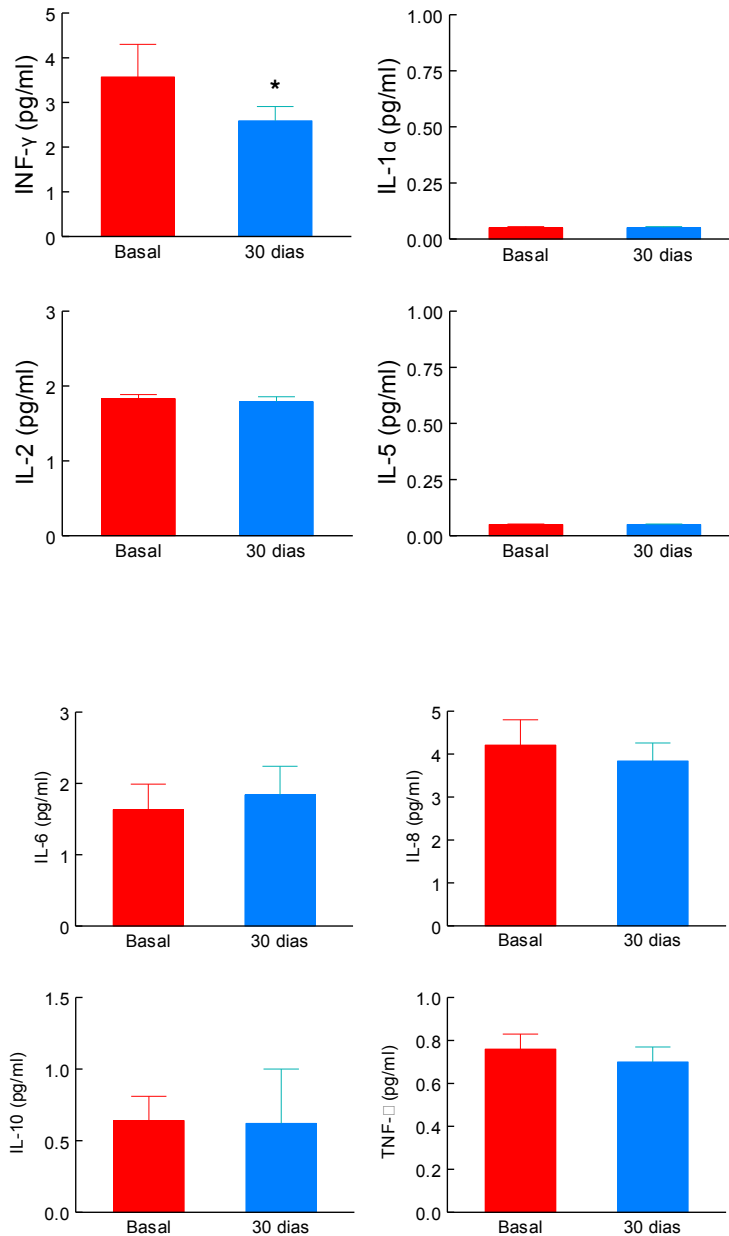 INF-γ (pg/ml)
5
4
3
2
1
0
*
Basal
30 dias
IL-1α (pg/ml)
1.00
0.75
0.50
0.25
0.00
Basal
30 dias
IL-2 (pg/ml)
3
2
1
0
Basal
30 dias
IL-5 (pg/ml)
1.00
0.75
0.50
0.25
0.00
Basal
30 dias
IL-6 (pg/ml)
3
2
1
0
Basal
30 dias
IL-8 (pg/ml)
5
4
3
2
1
0
Basal
30 dias
IL-10 (pg/ml)
1.5
1.0
0.5
0.0
Basal
30 dias
TNF-□ (pg/ml)
1.0
0.8
0.6
0.4
0.2
0.0
Basal
30 dias